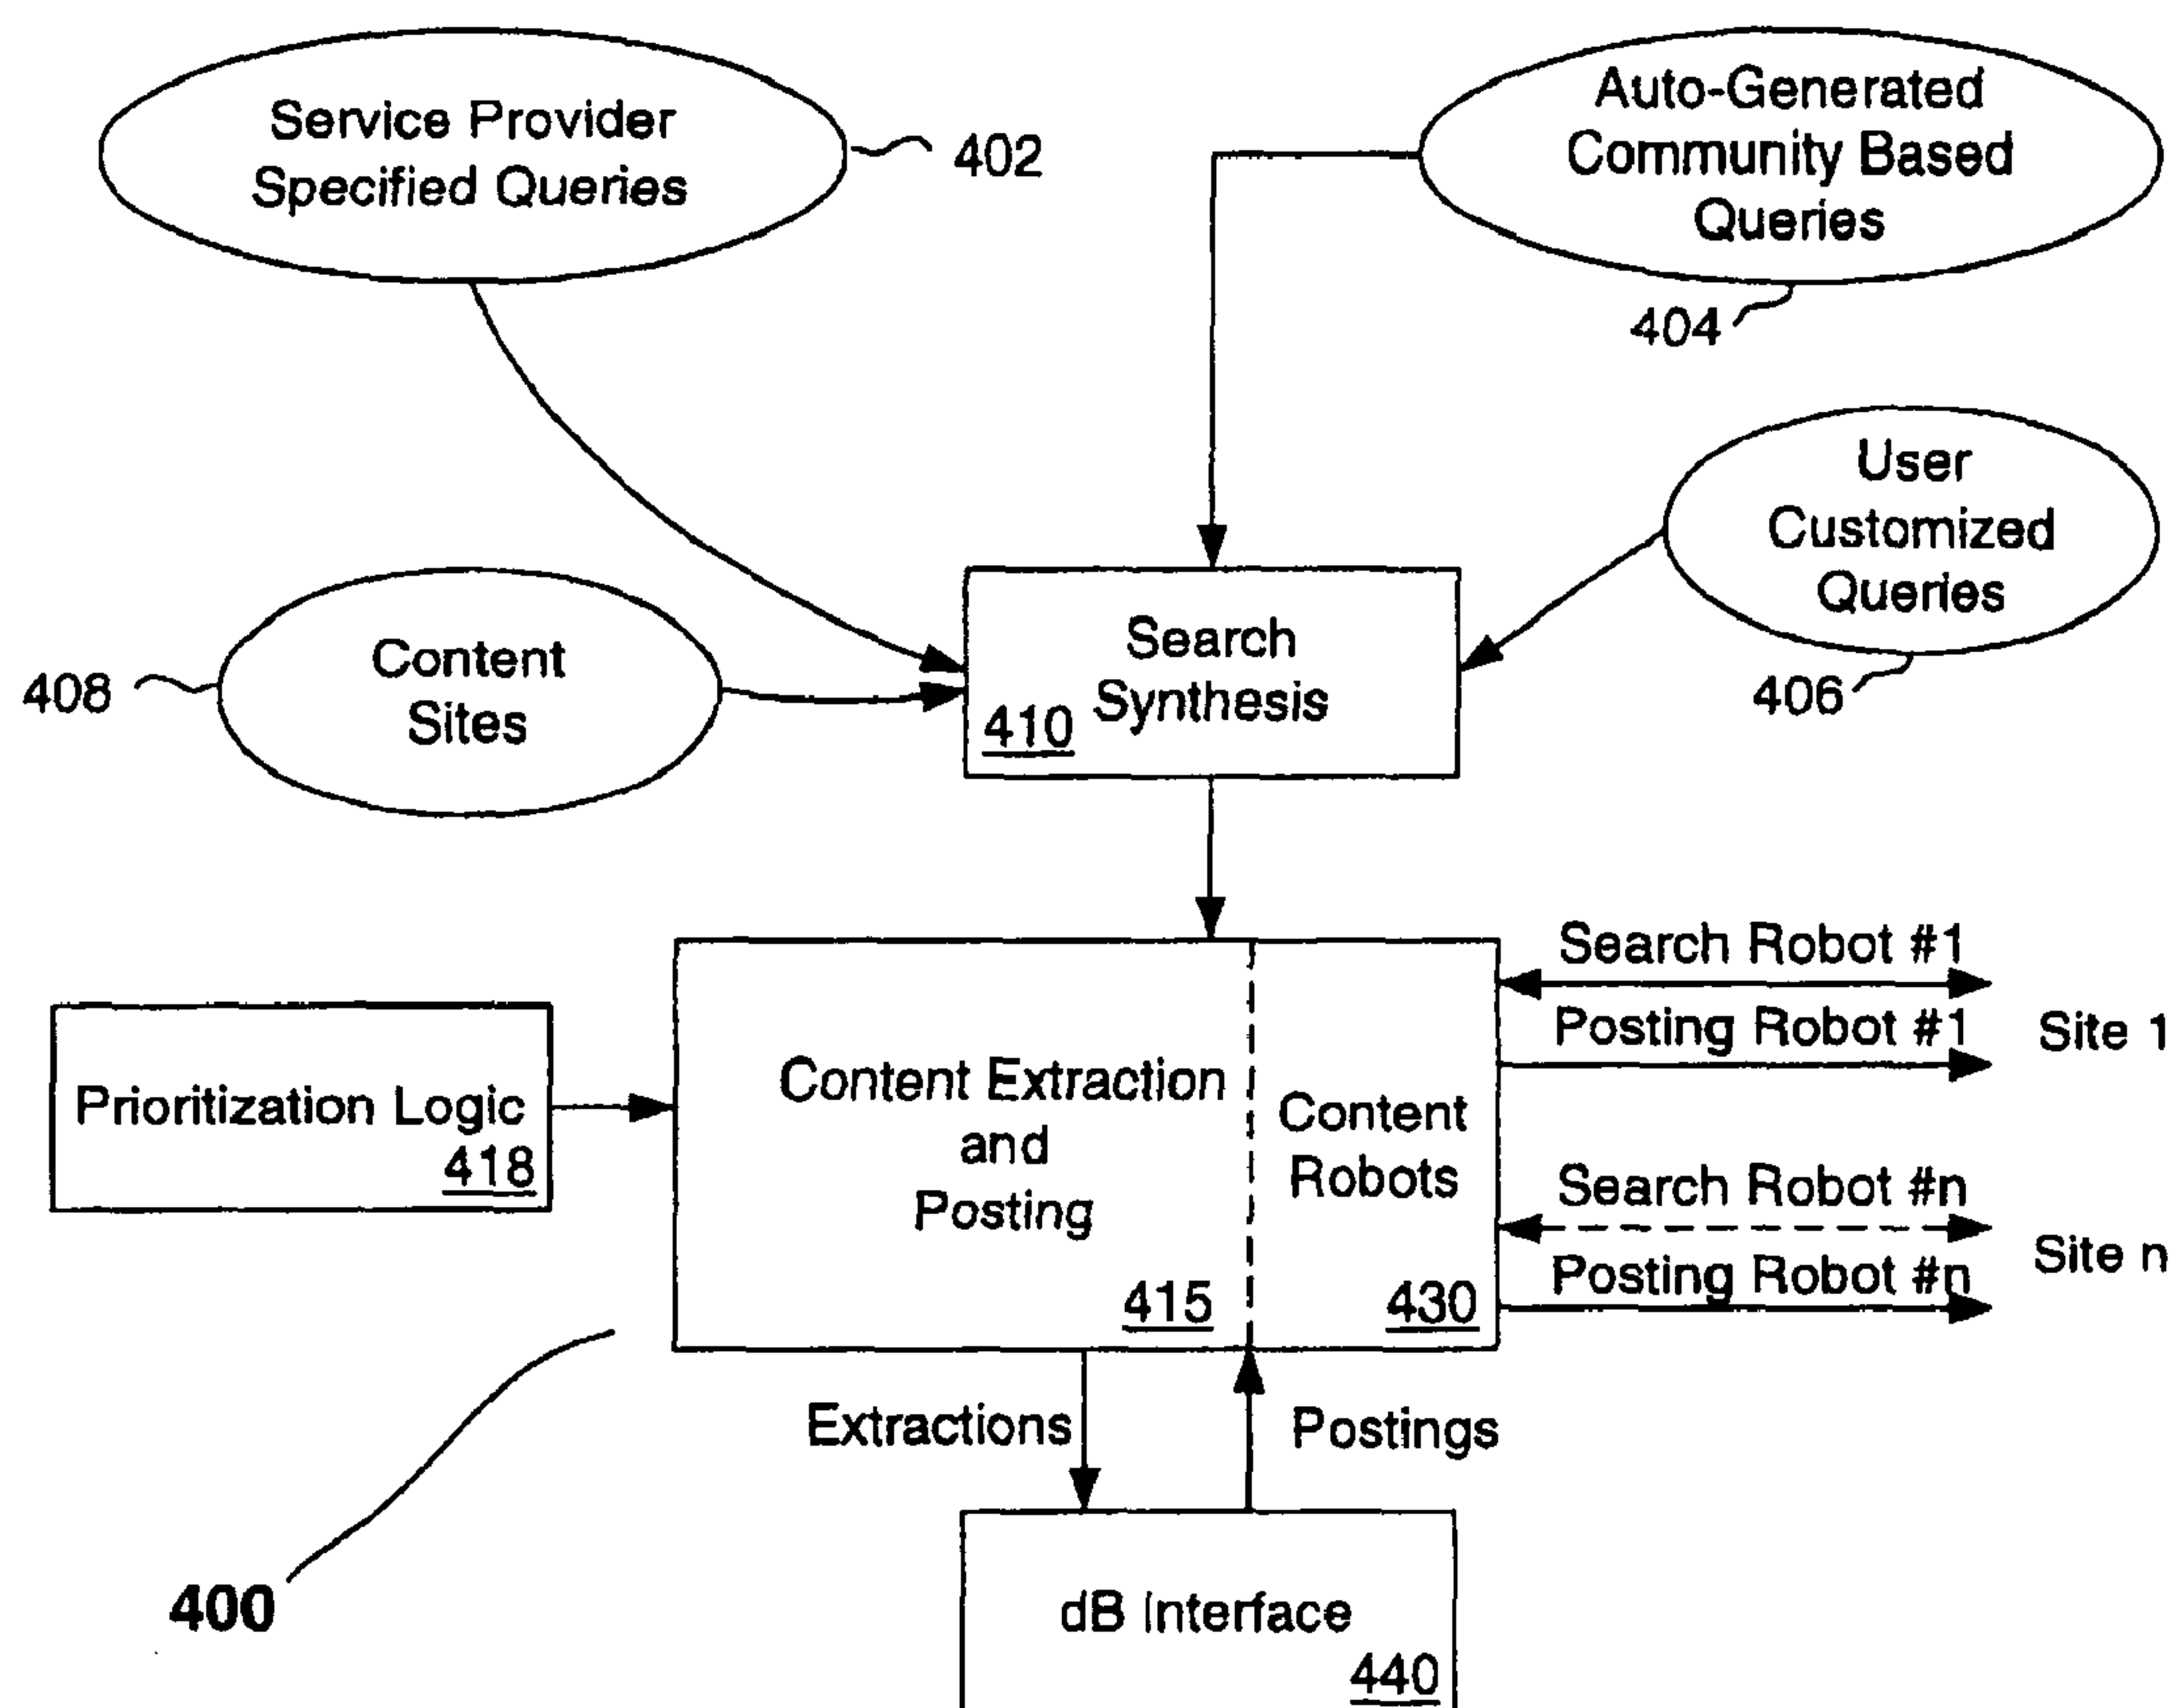 Service Provider
Specified Queries
402
Auto-Generated
Community Based
Queries
404
User
Customized
Queries
406
Content
Sites
408
Search
Synthesis
410
Prioritization Logic
418
Content Extraction
and
Posting
415
Content
Robots
430
Search Robot #1
Posting Robot #1
Site 1
Search Robot #n
Posting Robot #n
Site n
Extractions
Postings
400
dB Interface
440